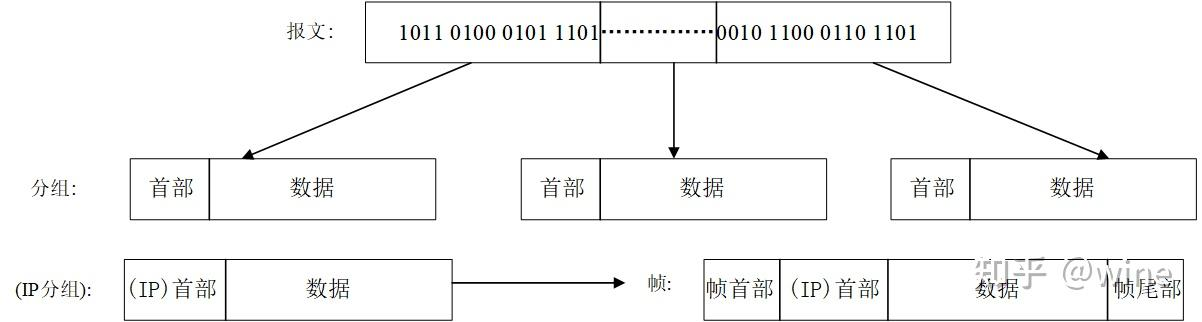 报文: 1011 0100 0101 1101 0010 1100 0110 1101
分组: 首部 数据 首部 数据 首部 数据
(IP分组): (IP)首部 数据 帧: 帧首部 (IP)首部 数据 帧尾部
知乎 @wine